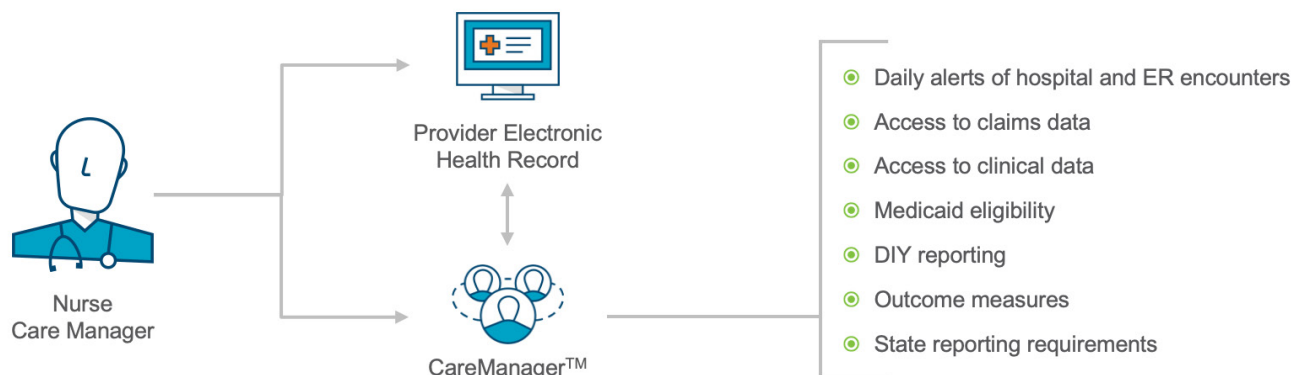 Nurse
Care Manager
Provider Electronic
Health Record
CareManager™
Daily alerts of hospital and ER encounters
Access to claims data
Access to clinical data
Medicaid eligibility
DIY reporting
Outcome measures
State reporting requirements